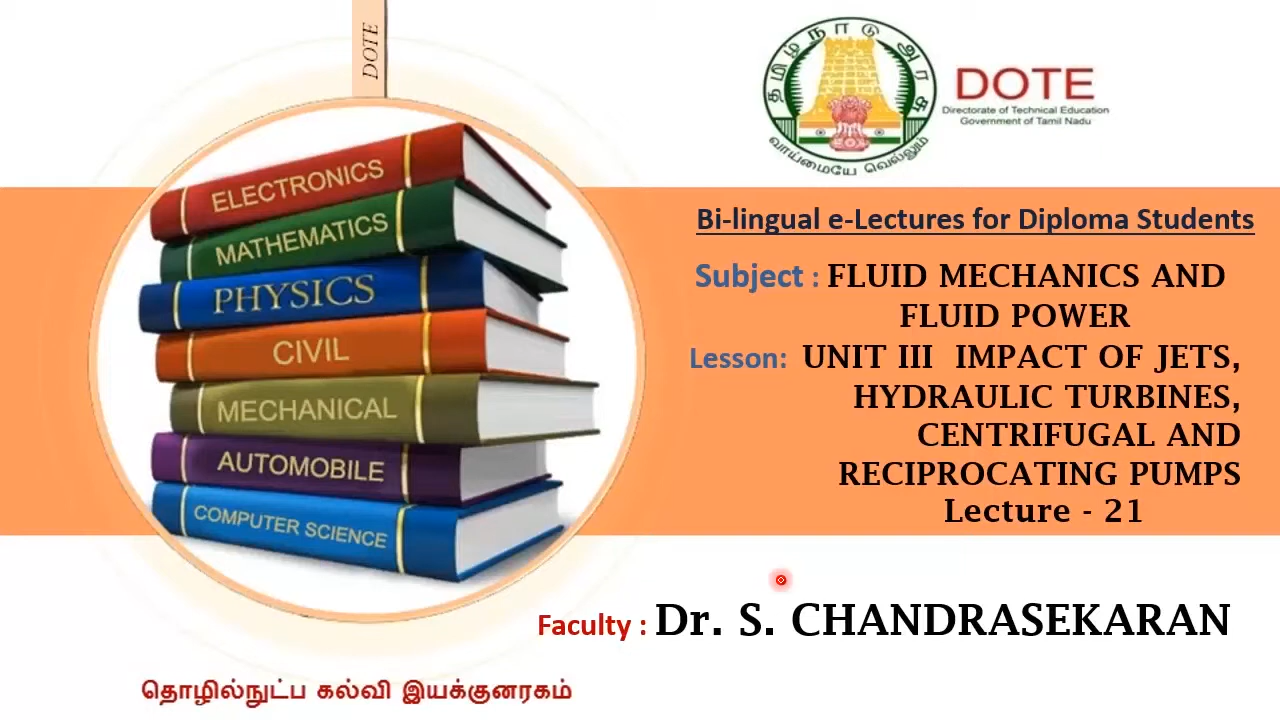 DOTE
தமிழ்நாடு அரசு
வாய்மையே வெல்லும்
DOTE
Directorate of Technical Education
Government of Tamil Nadu
ELECTRONICS
MATHEMATICS
PHYSICS
CIVIL
MECHANICAL
AUTOMOBILE
COMPUTER SCIENCE
Bi-lingual e-Lectures for Diploma Students
Subject : FLUID MECHANICS AND
FLUID POWER
Lesson: UNIT III IMPACT OF JETS,
HYDRAULIC TURBINES,
CENTRIFUGAL AND
RECIPROCATING PUMPS
Lecture - 21
Faculty : Dr. S. CHANDRASEKARAN
தொழில்நுட்ப கல்வி இயக்குனரகம்